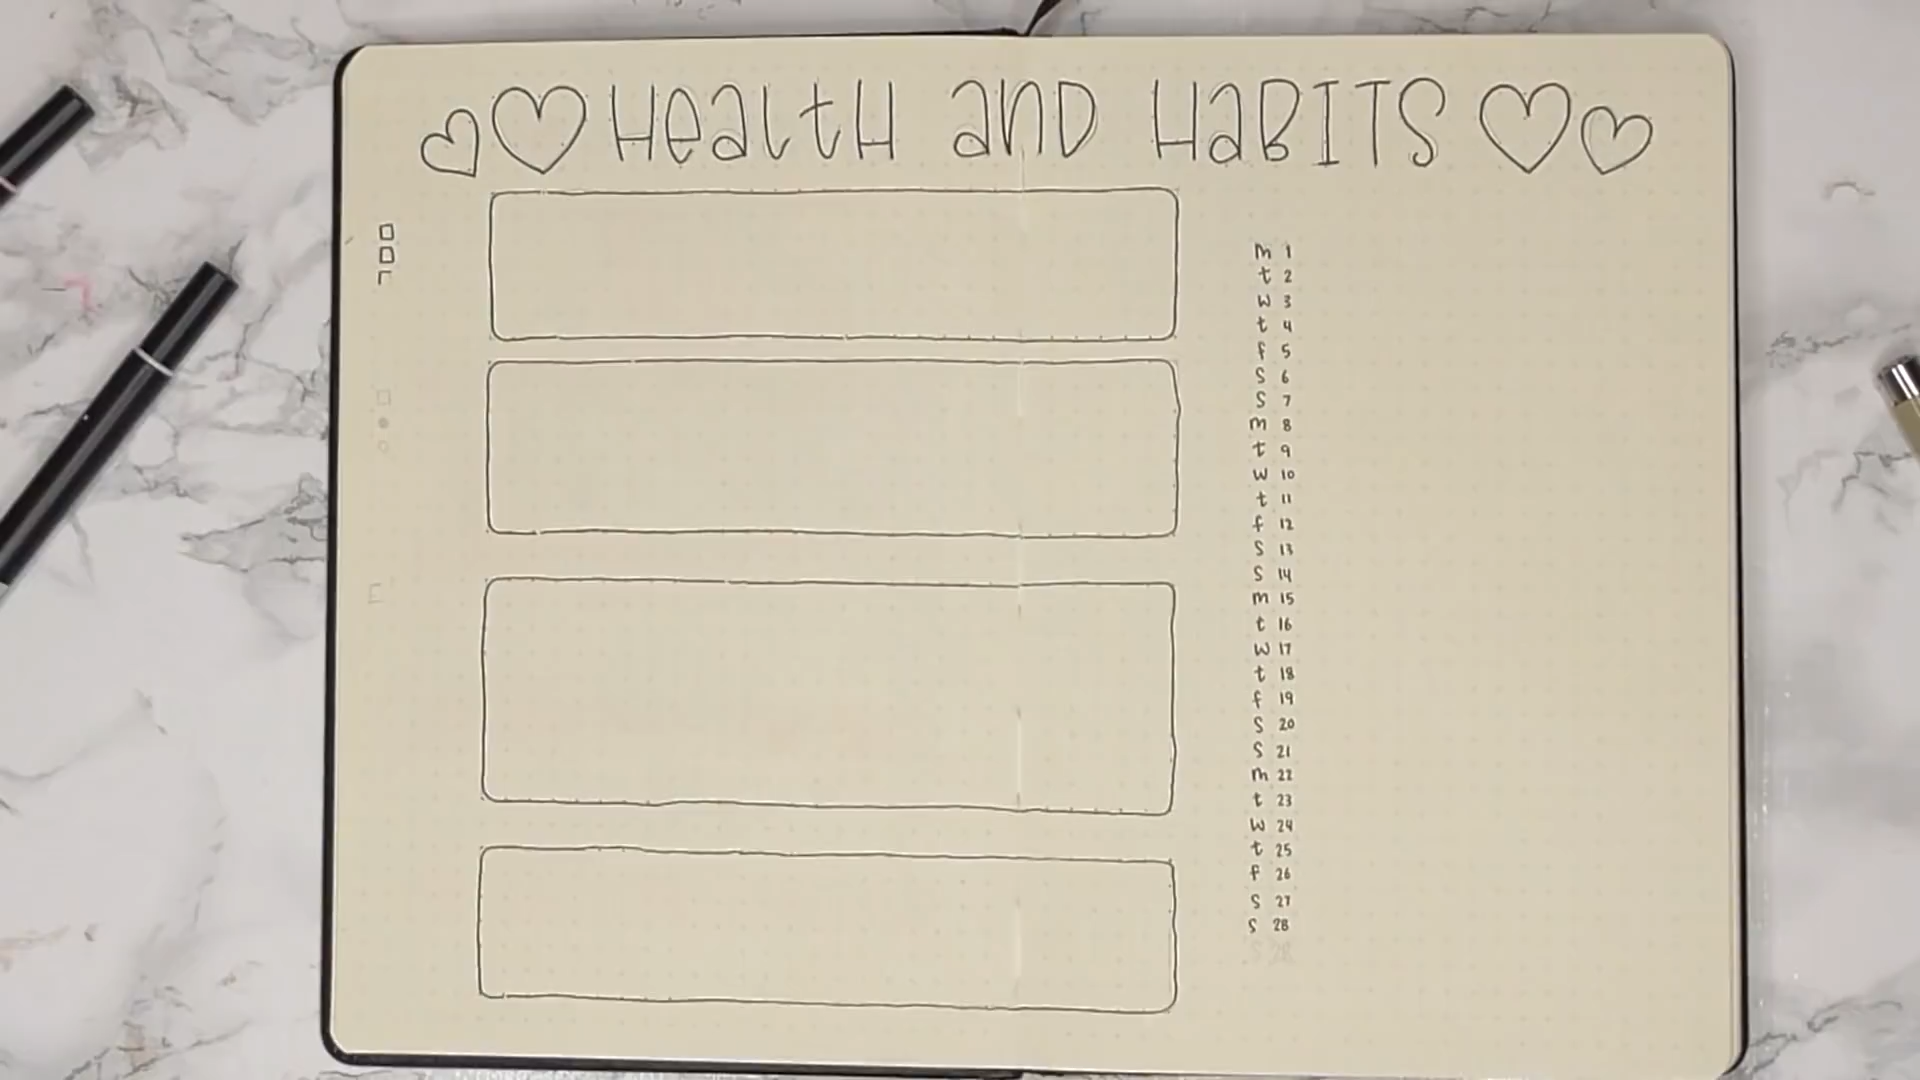 Health and HaBITS
m 1
t 2
w 3
t 4
f 5
S 6
S 7
m 8
t 9
w 10
t 11
f 12
S 13
S 14
m 15
t 16
w 17
t 18
f 19
S 20
S 21
m 22
t 23
w 24
t 25
f 26
S 27
S 28
S 28